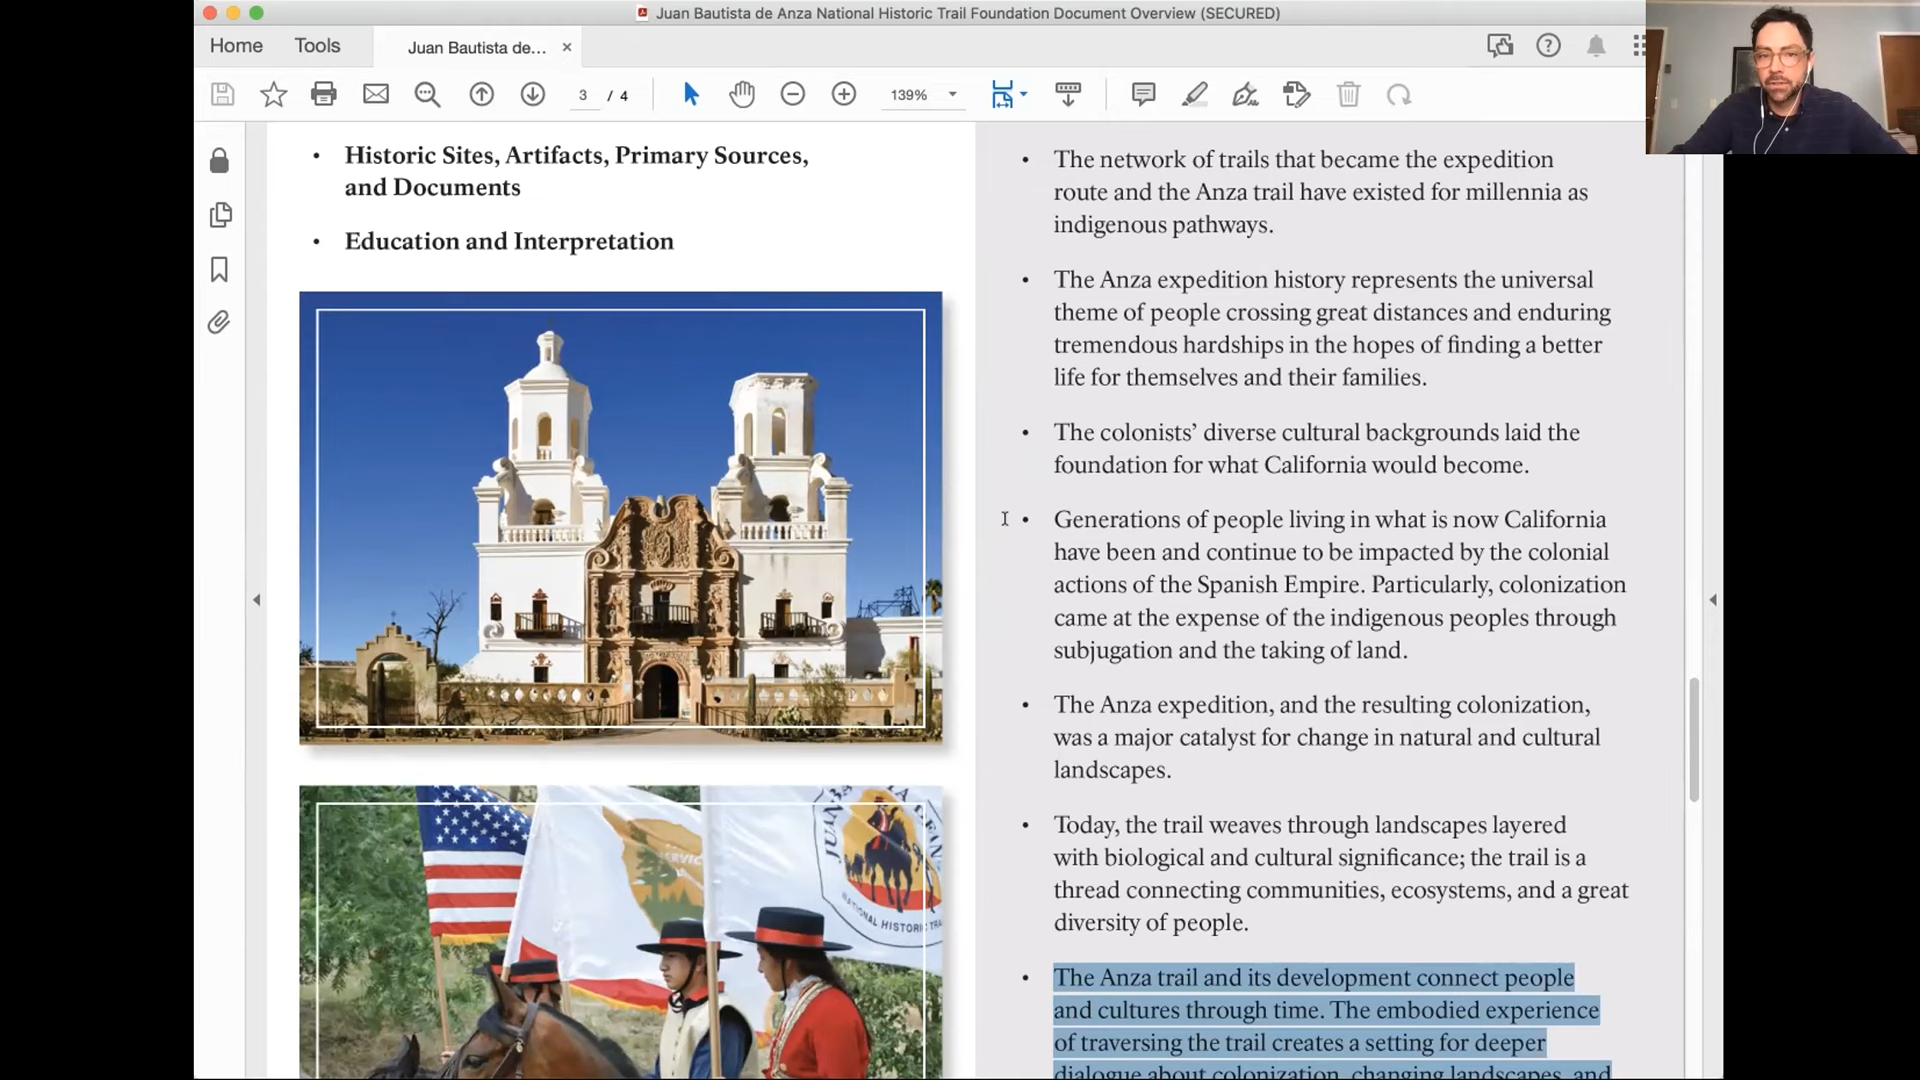 Juan Bautista de Anza National Historic Trail Foundation Document Overview (SECURED)
Home
Tools
Juan Bautista de...
3 / 4
139%
Historic Sites, Artifacts, Primary Sources,
and Documents
Education and Interpretation
The network of trails that became the expedition
route and the Anza trail have existed for millennia as
indigenous pathways.
The Anza expedition history represents the universal
theme of people crossing great distances and enduring
tremendous hardships in the hopes of finding a better
life for themselves and their families.
The colonists’ diverse cultural backgrounds laid the
foundation for what California would become.
Generations of people living in what is now California
have been and continue to be impacted by the colonial
actions of the Spanish Empire. Particularly, colonization
came at the expense of the indigenous peoples through
subjugation and the taking of land.
The Anza expedition, and the resulting colonization,
was a major catalyst for change in natural and cultural
landscapes.
Today, the trail weaves through landscapes layered
with biological and cultural significance; the trail is a
thread connecting communities, ecosystems, and a great
diversity of people.
The Anza trail and its development connect people
and cultures through time. The embodied experience
of traversing the trail creates a setting for deeper
dialogue about colonization, changing landscapes, and